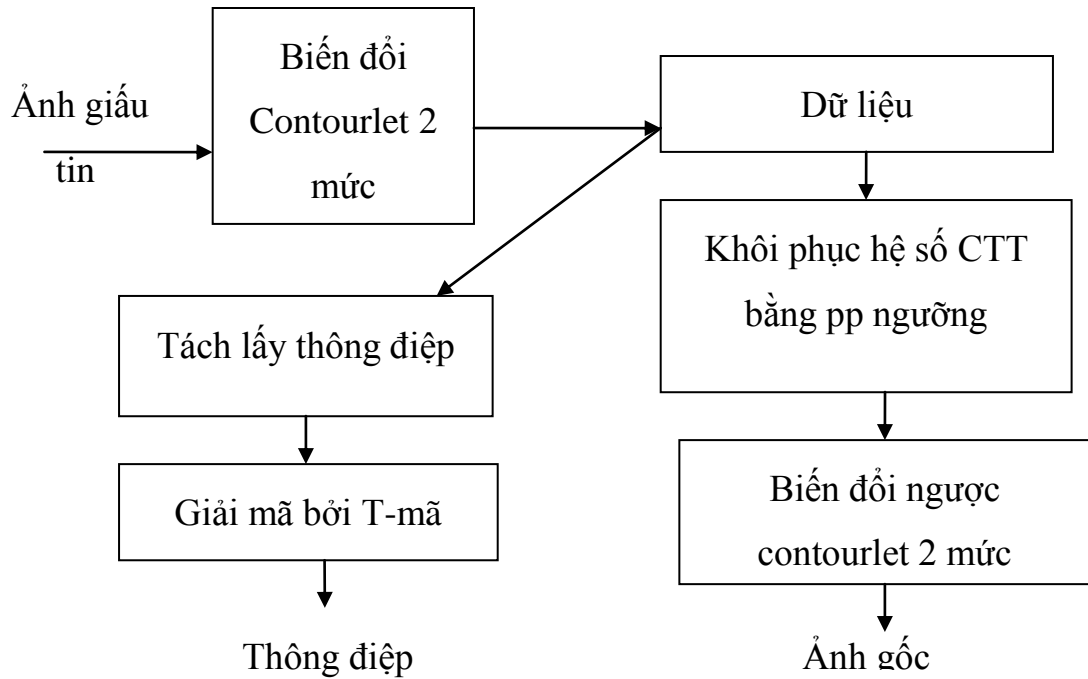 Ảnh giấu
tin
Biến đổi
Contourlet 2
mức
Dữ liệu
Khôi phục hệ số CTT
bằng pp ngưỡng
Tách lấy thông điệp
Giải mã bởi T-mã
Biến đổi ngược
contourlet 2 mức
Thông điệp
Ảnh gốc